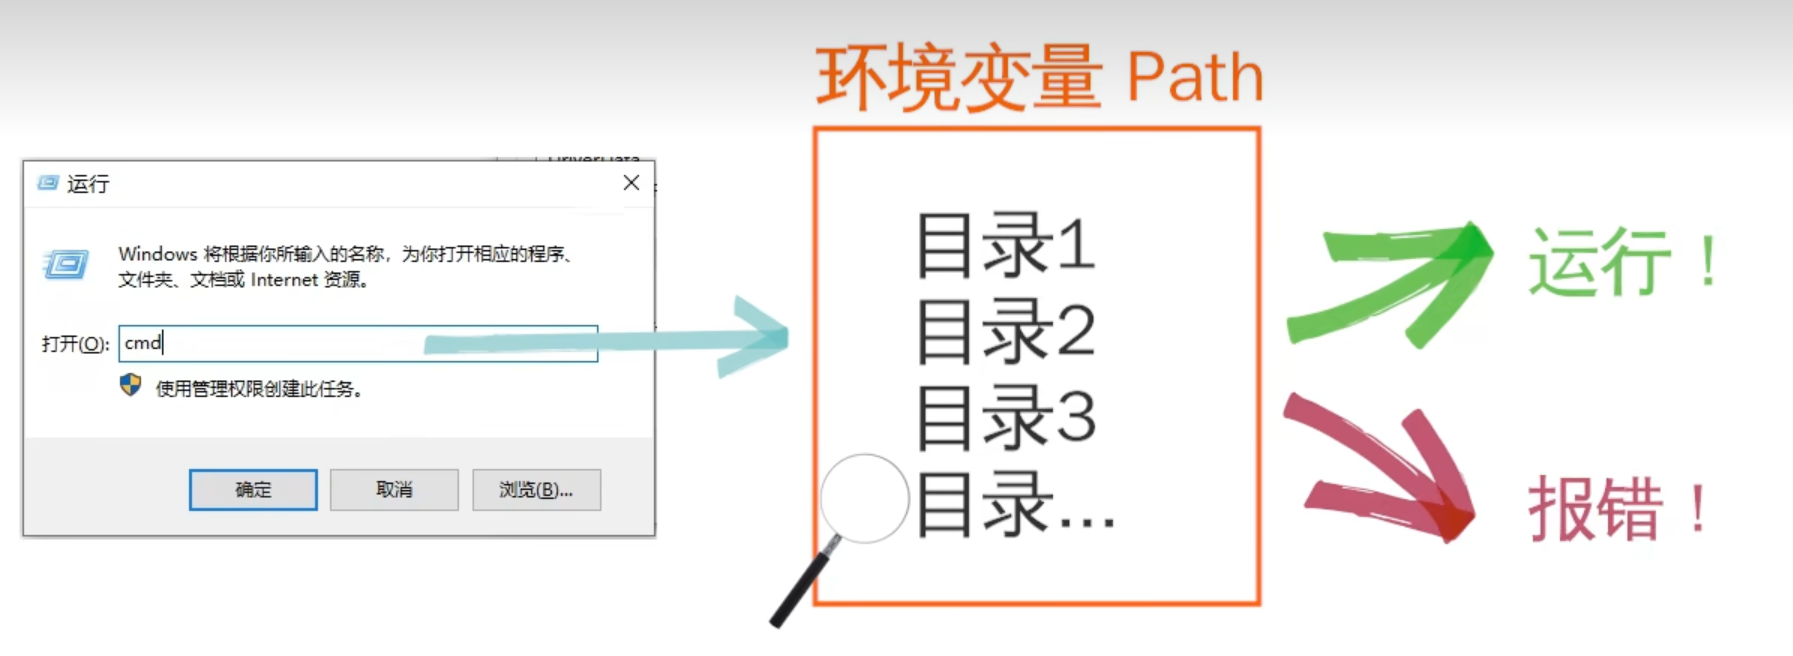 环境变量 Path
DriverData
运行
Windows 将根据你所输入的名称，为你打开相应的程序、
文件夹、文档或 Internet 资源。
打开(O):
cmd
使用管理权限创建此任务。
确定
取消
浏览(B)...
目录1
目录2
目录3
目录...
运行！
报错！